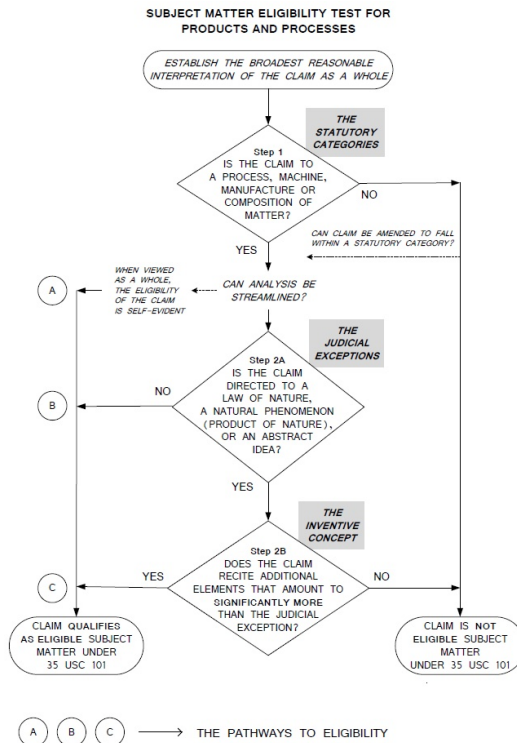 SUBJECT MATTER ELIGIBILITY TEST FOR
PRODUCTS AND PROCESSES
ESTABLISH THE BROADEST REASONABLE
INTERPRETATION OF THE CLAIM AS A WHOLE
THE
STATUTORY
CATEGORIES
Step 1
IS THE CLAIM TO
A PROCESS, MACHINE,
MANUFACTURE OR
COMPOSITION OF
MATTER?
NO
YES
CAN CLAIM BE AMENDED TO FALL
WITHIN A STATUTORY CATEGORY?
A
WHEN VIEWED
AS A WHOLE,
THE ELIGIBILITY
OF THE CLAIM
IS SELF-EVIDENT
CAN ANALYSIS BE
STREAMLINED?
THE
JUDICIAL
EXCEPTIONS
Step 2A
IS THE CLAIM
DIRECTED TO A
LAW OF NATURE,
A NATURAL PHENOMENON
(PRODUCT OF NATURE),
OR AN ABSTRACT
IDEA?
NO
B
YES
THE
INVENTIVE
CONCEPT
Step 2B
DOES THE CLAIM
RECITE ADDITIONAL
ELEMENTS THAT AMOUNT TO
SIGNIFICANTLY MORE
THAN THE JUDICIAL
EXCEPTION?
YES
NO
C
CLAIM QUALIFIES
AS ELIGIBLE SUBJECT
MATTER UNDER
35 USC 101
CLAIM IS NOT
ELIGIBLE SUBJECT
MATTER
UNDER 35 USC 101
A B C THE PATHWAYS TO ELIGIBILITY